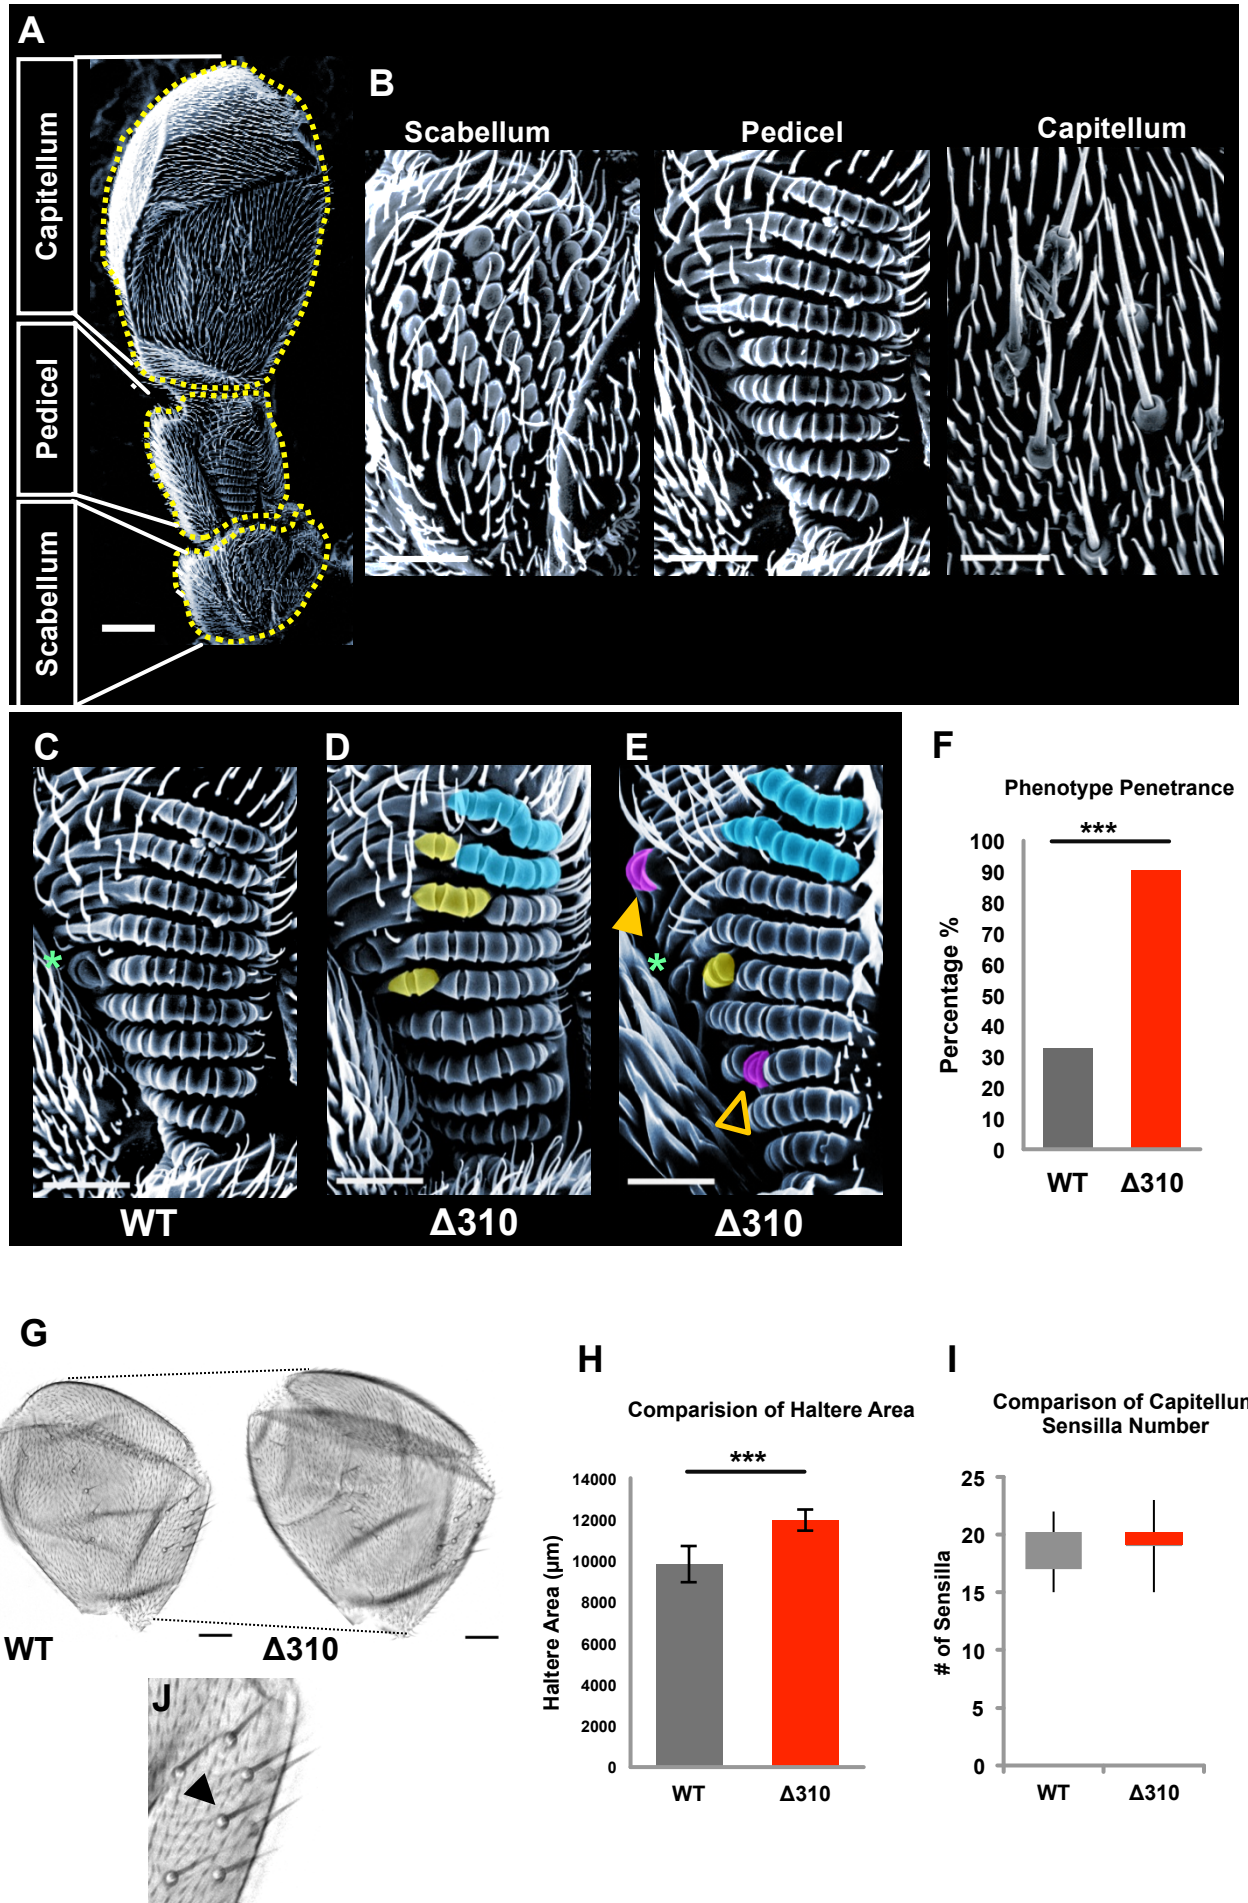 A
Capitellum
Pedicel
Scabellum
B
Scabellum
Pedicel
Capitellum
C
D
E
*
*
WT
Δ310
Δ310
F
Phenotype Penetrance
***
Percentage %
100
90
80
70
60
50
40
30
20
10
0
WT
Δ310
G
WT
Δ310
H
Comparision of Haltere Area
***
Haltere Area (μm)
14000
12000
10000
8000
6000
4000
2000
0
WT
Δ310
I
Comparison of Capitellun
Sensilla Number
# of Sensilla
25
20
15
10
5
0
WT
Δ310
J